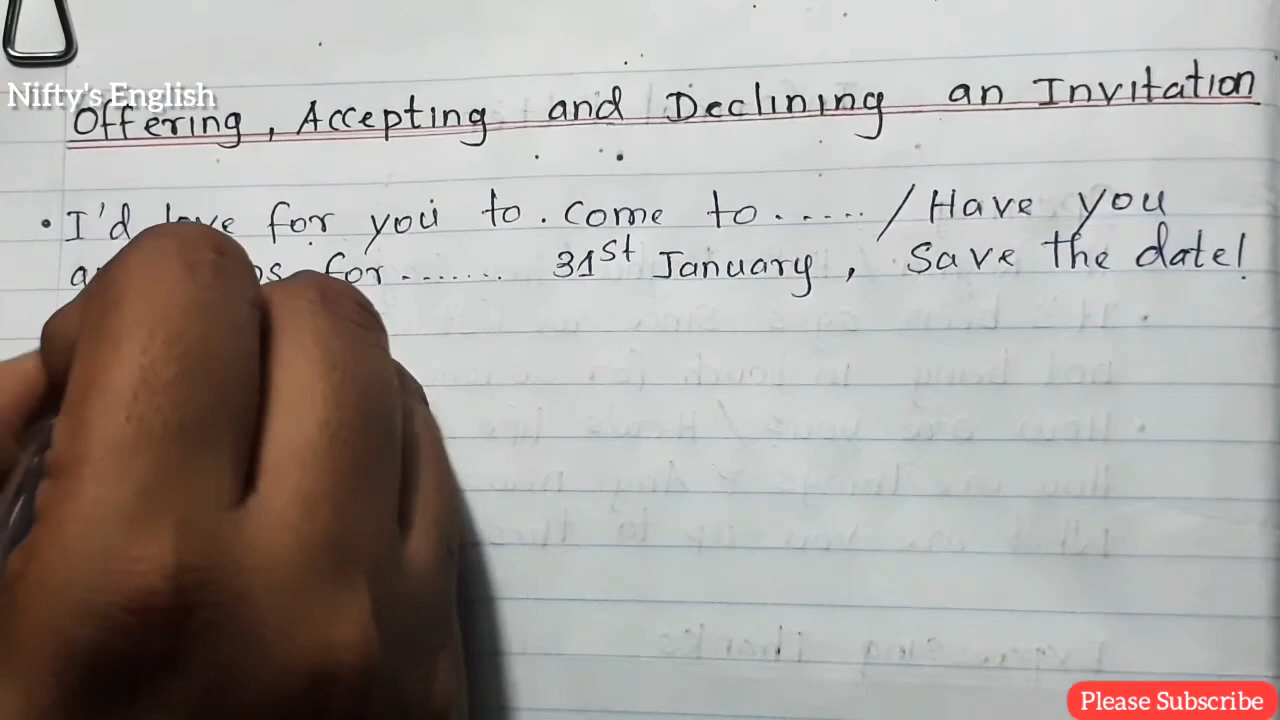 Nifty's English
Offering, Accepting and Declining an Invitation
• I'd love for you to. come to...... / Have you
for....... 31st January, save the date!
Please Subscribe